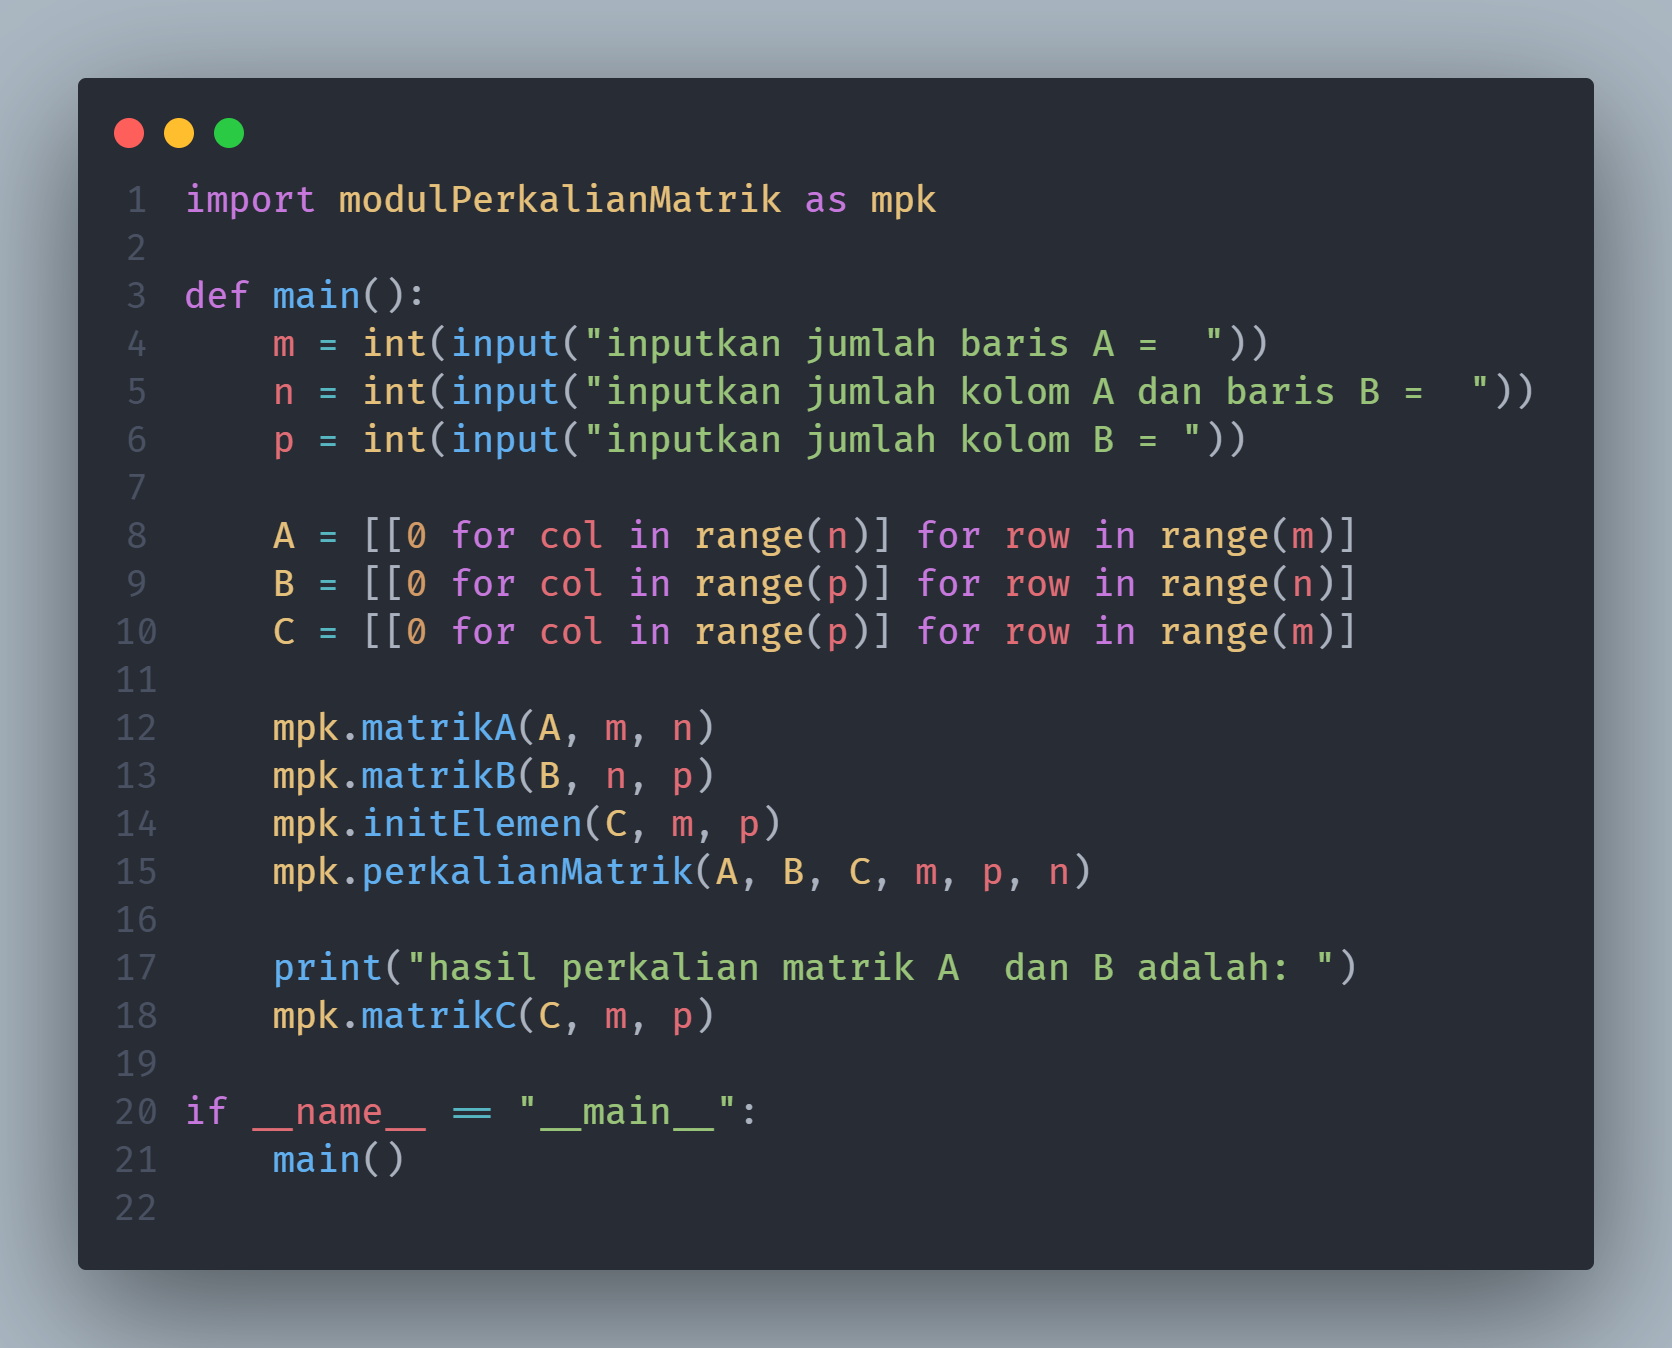 1 import modulPerkalianMatrik as mpk
2
3 def main():
4     m = int(input("inputkan jumlah baris A =  "))
5     n = int(input("inputkan jumlah kolom A dan baris B =  "))
6     p = int(input("inputkan jumlah kolom B = "))
7
8     A = [[0 for col in range(n)] for row in range(m)]
9     B = [[0 for col in range(p)] for row in range(n)]
10     C = [[0 for col in range(p)] for row in range(m)]
11
12     mpk.matrikA(A, m, n)
13     mpk.matrikB(B, n, p)
14     mpk.initElemen(C, m, p)
15     mpk.perkalianMatrik(A, B, C, m, p, n)
16
17     print("hasil perkalian matrik A  dan B adalah: ")
18     mpk.matrikC(C, m, p)
19
20 if __name__ == "__main__":
21     main()
22